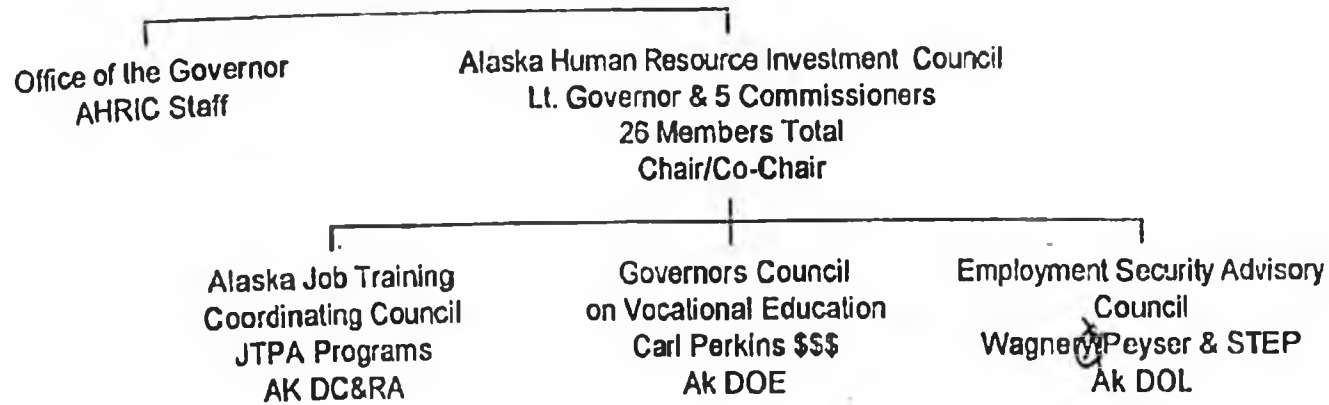 Office of the Governor
AHRIC Staff
Alaska Human Resource Investment Council
Lt. Governor & 5 Commissioners
26 Members Total
Chair/Co-Chair
Alaska Job Training
Coordinating Council
JTPA Programs
AK DC&RA
Governors Council
on Vocational Education
Carl Perkins $$$
Ak DOE
Employment Security Advisory
Council
Wagner Peyser & STEP
Ak DOL